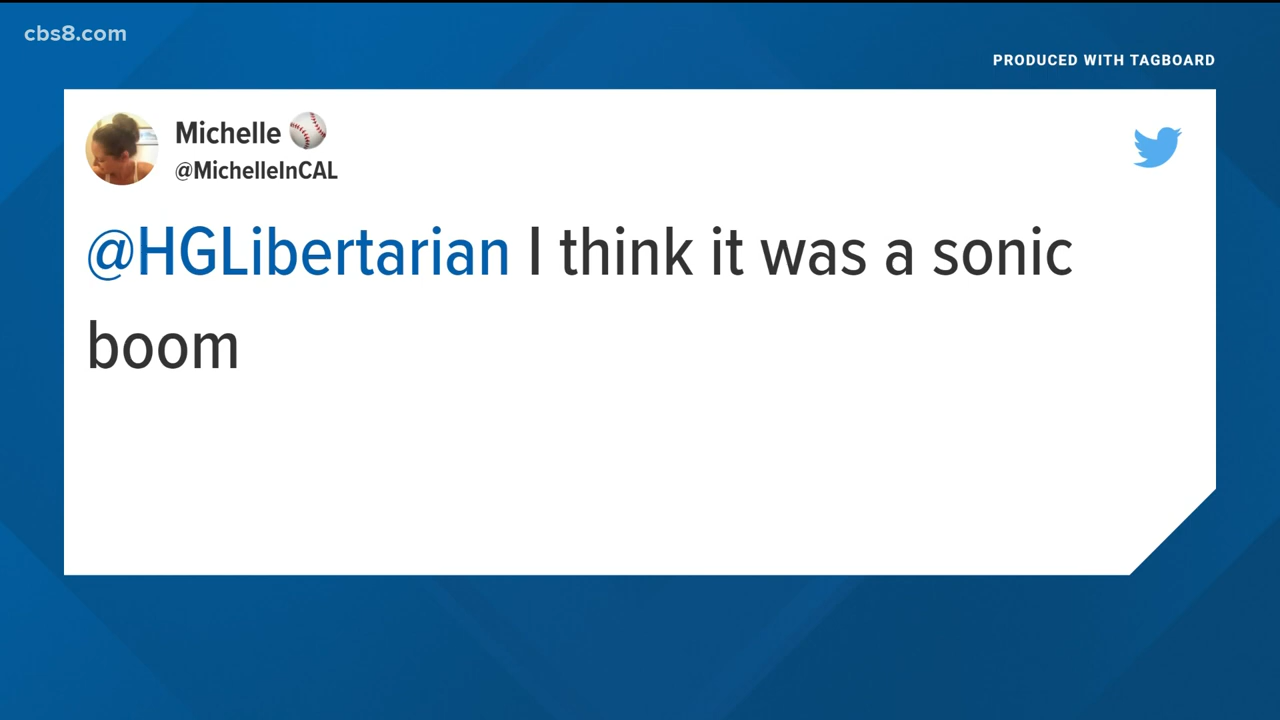 cbs8.com
PRODUCED WITH TAGBOARD
Michelle ⚾
@MichelleInCAL
@HGLibertarian I think it was a sonic
boom